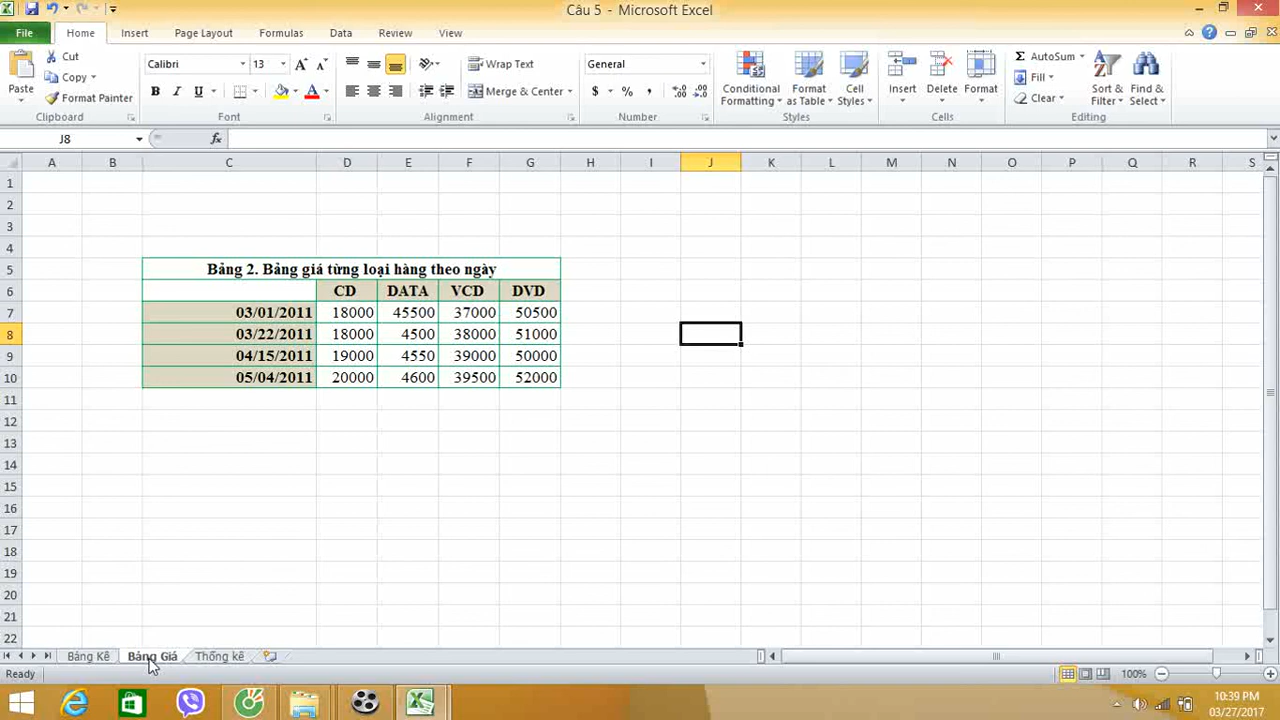 Câu 5 - Microsoft Excel
File Home Insert Page Layout Formulas Data Review View
Paste Cut Copy Format Painter
Calibri 13
B I U A
Wrap Text
Merge & Center
General
$ % ,
Conditional Formatting Format as Table Cell Styles
Insert Delete Format
Σ AutoSum Fill Clear
Sort & Filter Find & Select
Clipboard Font Alignment Number Styles Cells Editing
J8 fx
A B C D E F G H I J K L M N O P Q R S
1
2
3
4
5 Bảng 2. Bảng giá từng loại hàng theo ngày
6 CD DATA VCD DVD
7 03/01/2011 18000 45500 37000 50500
8 03/22/2011 18000 4500 38000 51000
9 04/15/2011 19000 4550 39000 50000
10 05/04/2011 20000 4600 39500 52000
11
12
13
14
15
16
17
18
19
20
21
22
Bảng Kê Bảng Giá Thống kê
Ready 100%
10:39 PM
03/27/2017